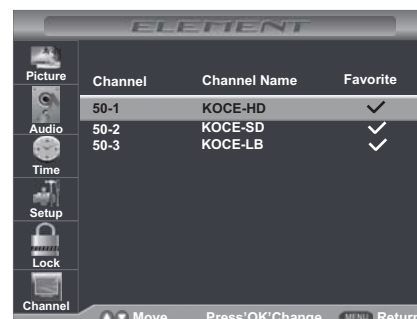 ELEMENT
Picture
Audio
Time
Setup
Lock
Channel
Channel Channel Name Favorite
50-1 KOCE-HD
50-2 KOCE-SD
50-3 KOCE-LB
Move Press'OK'Change MENU Return